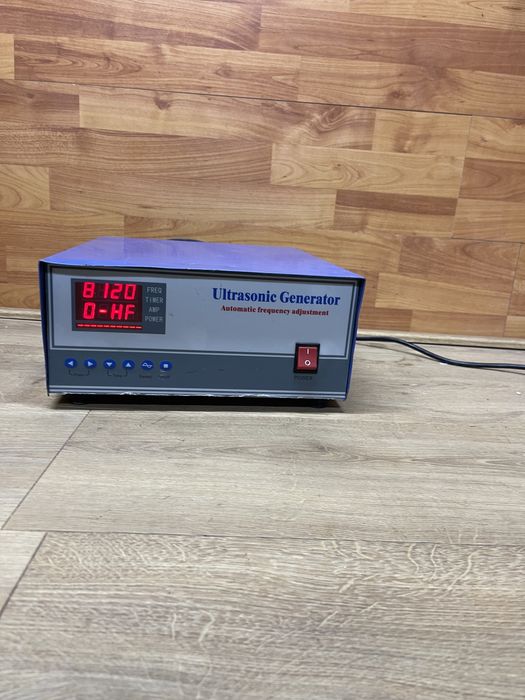 8120
0-HF
FREQ
TIMER
AMP
POWER
Ultrasonic Generator
Automatic frequency adjustment
POWER